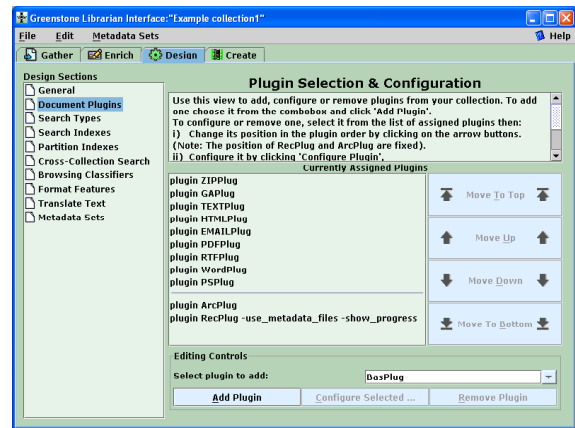 Greenstone Librarian Interface:"Example collection1"
File Edit Metadata Sets Help
Gather Enrich Design Create
Design Sections
General
Document Plugins
Search Types
Search Indexes
Partition Indexes
Cross-Collection Search
Browsing Classifiers
Format Features
Translate Text
Metadata Sets
Plugin Selection & Configuration
Use this view to add, configure or remove plugins from your collection. To add
one choose it from the combobox and click 'Add Plugin'.
To configure or remove one, select it from the list of assigned plugins then:
i) Change its position in the plugin order by clicking on the arrow buttons.
(Note: The position of RecPlug and ArcPlug are fixed).
ii) Configure it by clicking 'Configure Plugin'.
Currently Assigned Plugins
plugin ZIPPlug
plugin GAPlug
plugin TEXTPlug
plugin HTMLPlug
plugin EMAILPlug
plugin PDFPlug
plugin RTFPlug
plugin WordPlug
plugin PSPlug
plugin ArcPlug
plugin RecPlug -use_metadata_files -show_progress
Move To Top
Move Up
Move Down
Move To Bottom
Editing Controls
Select plugin to add: BasPlug
Add Plugin Configure Selected ... Remove Plugin